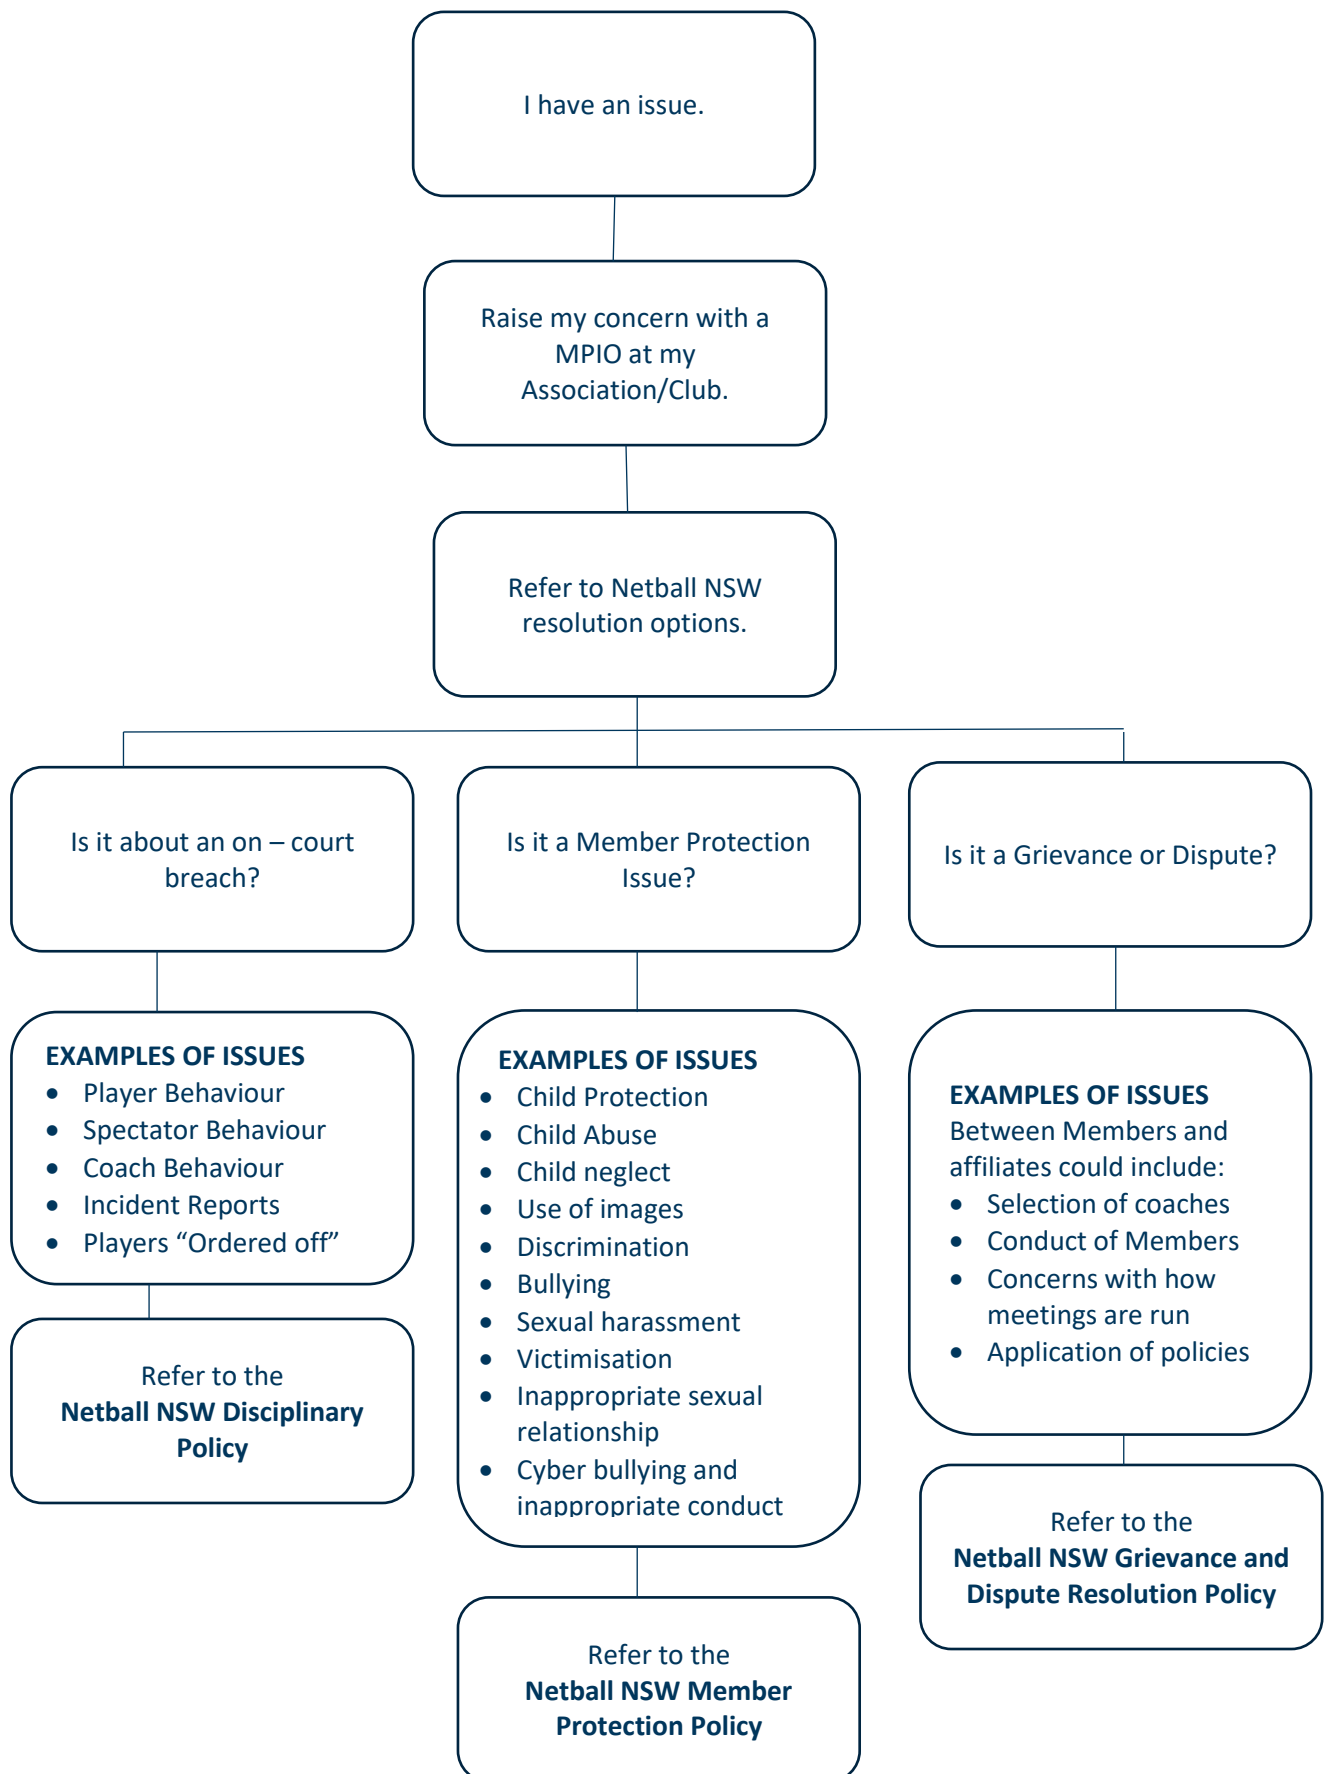 I have an issue.
Raise my concern with a
MPIO at my
Association/Club.
Refer to Netball NSW
resolution options.
Is it about an on – court
breach?
Is it a Member Protection
Issue?
Is it a Grievance or Dispute?
EXAMPLES OF ISSUES
• Player Behaviour
• Spectator Behaviour
• Coach Behaviour
• Incident Reports
• Players “Ordered off”
Refer to the
Netball NSW Disciplinary
Policy
EXAMPLES OF ISSUES
• Child Protection
• Child Abuse
• Child neglect
• Use of images
• Discrimination
• Bullying
• Sexual harassment
• Victimisation
• Inappropriate sexual
relationship
• Cyber bullying and
inappropriate conduct
Refer to the
Netball NSW Member
Protection Policy
EXAMPLES OF ISSUES
Between Members and
affiliates could include:
• Selection of coaches
• Conduct of Members
• Concerns with how
meetings are run
• Application of policies
Refer to the
Netball NSW Grievance and
Dispute Resolution Policy